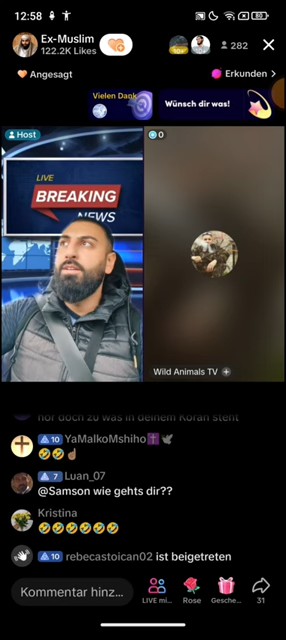 12:58
80
Ex-Muslim
122.2K Likes
282
Angesagt
Erkunden >
Vielen Dank
Wünsch dir was!
Host
0
LIVE
BREAKING
NEWS
Wild Animals TV +
hör doch zu was in deinem Koran steht
10 YaMalkoMshiho✝️🕊
🤣🤣☝🏽
7 Luan_07
@Samson wie gehts dir??
Kristina
🤣🤣🤣🤣🤣🤣
10 rebecastoican02 ist beigetreten
Kommentar hinz...
LIVE mi...
Rose
Gesche...
31